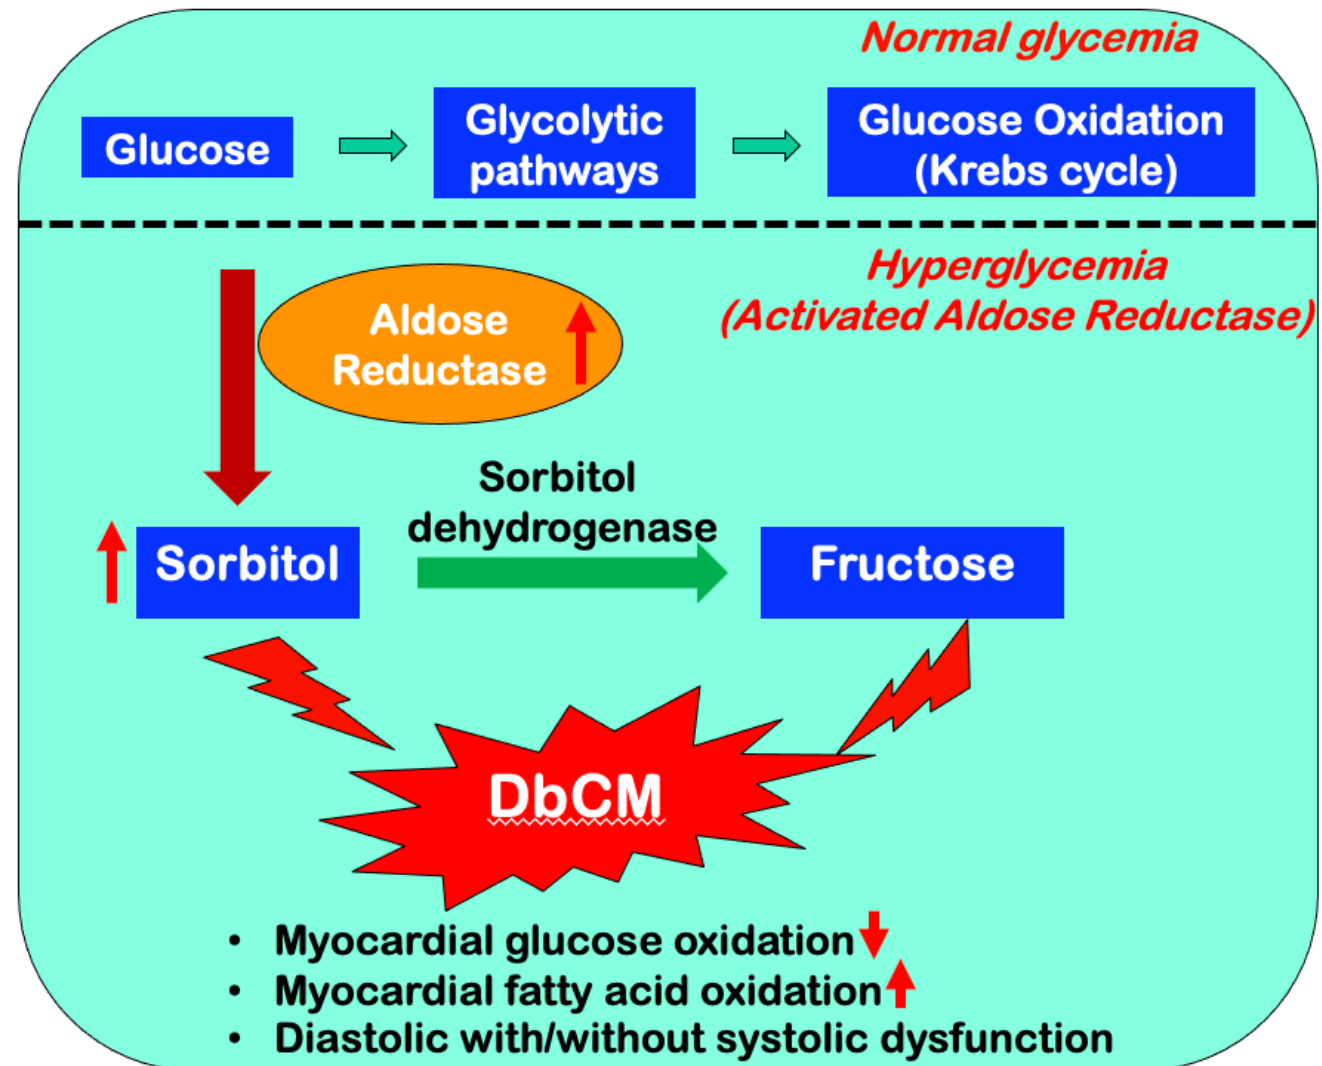 Normal glycemia
Glucose
Glycolytic
pathways
Glucose Oxidation
(Krebs cycle)
Hyperglycemia
(Activated Aldose Reductase)
Aldose
Reductase
Sorbitol
dehydrogenase
Sorbitol
Fructose
DbCM
• Myocardial glucose oxidation
• Myocardial fatty acid oxidation
• Diastolic with/without systolic dysfunction